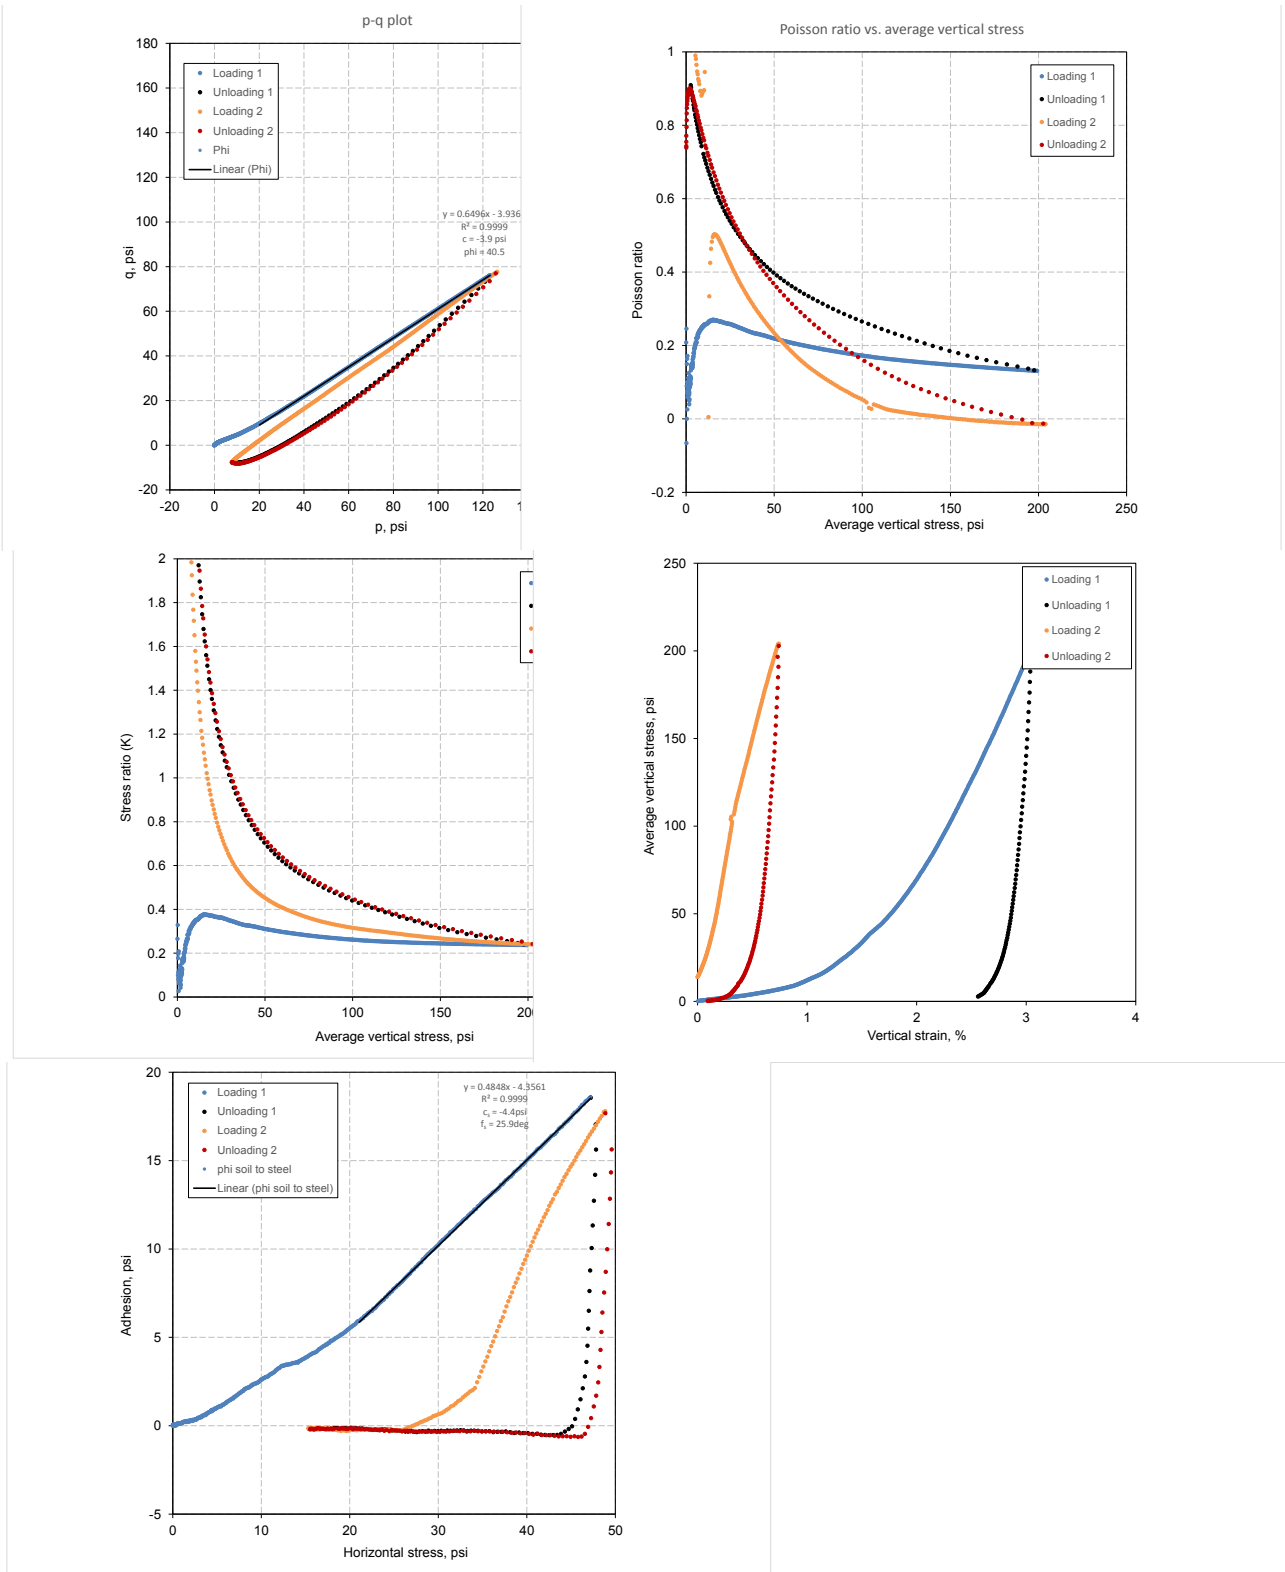 p-q plot
180
160
140
120
100
80
60
40
20
0
-20
-20
0
20
40
60
80
100
120
1
q, psi
p, psi
Loading 1
Unloading 1
Loading 2
Unloading 2
Phi
Linear (Phi)
y = 0.6496x - 3.936
R² = 0.9999
c = -3.9 psi
phi = 40.5
Poisson ratio vs. average vertical stress
1
0.8
0.6
0.4
0.2
0
-0.2
0
50
100
150
200
250
Poisson ratio
Average vertical stress, psi
Loading 1
Unloading 1
Loading 2
Unloading 2
2
1.8
1.6
1.4
1.2
1
0.8
0.6
0.4
0.2
0
0
50
100
150
200
Stress ratio (K)
Average vertical stress, psi
250
200
150
100
50
0
0
1
2
3
4
Average vertical stress, psi
Vertical strain, %
Loading 1
Unloading 1
Loading 2
Unloading 2
20
15
10
5
0
-5
0
10
20
30
40
50
Adhesion, psi
Horizontal stress, psi
Loading 1
Unloading 1
Loading 2
Unloading 2
phi soil to steel
Linear (phi soil to steel)
y = 0.4848x - 4.3561
R² = 0.9999
cₛ = -4.4psi
fₛ = 25.9deg